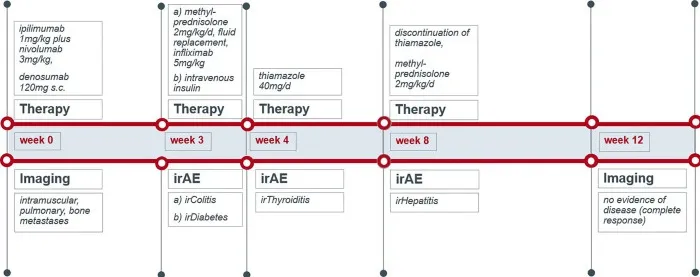 ipilimumab
1mg/kg plus
nivolumab
3mg/kg,
denosumab
120mg s.c.
Therapy
a) methyl-
prednisolone
2mg/kg/d, fluid
replacement,
infliximab
5mg/kg
b) intravenous
insulin
Therapy
thiamazole
40mg/d
Therapy
discontinuation of
thiamazole,
methyl-
prednisolone
2mg/kg/d
Therapy
week 0
week 3
week 4
week 8
week 12
Imaging
intramuscular,
pulmonary, bone
metastases
irAE
a) irColitis
b) irDiabetes
irAE
irThyroiditis
irAE
irHepatitis
Imaging
no evidence of
disease (complete
response)